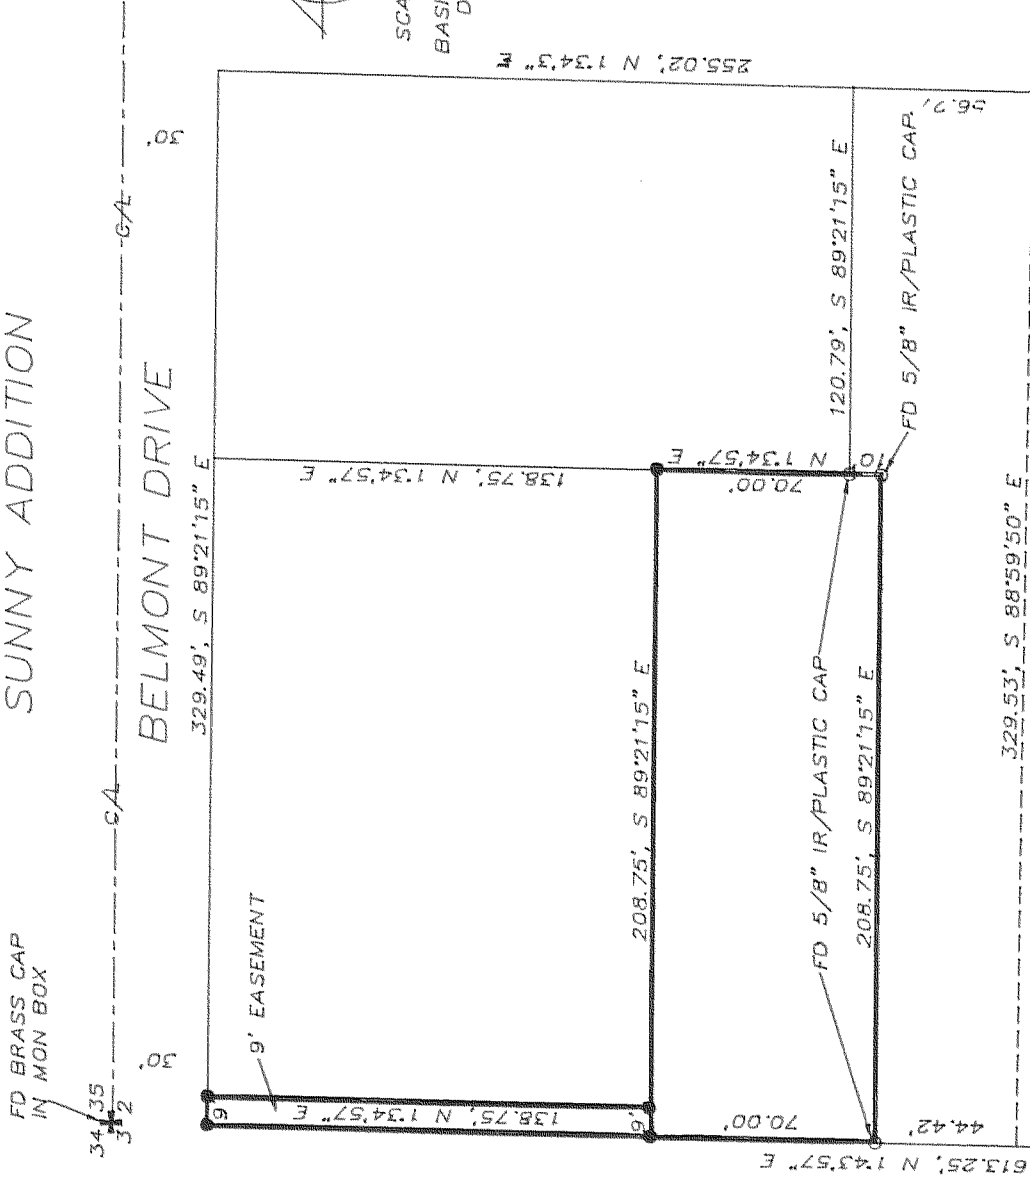 SUNNY ADDITION
FD BRASS CAP
IN MON BOX
34 35
3 2
C/L
C/L
BELMONT DRIVE
30'
30'
329.49', S 89°21'15" E
SCA
BASI
D
255.02', N 1°34'3" E
9
9' EASEMENT
138.75', N 1°34'57" E
138.75', N 1°34'57" E
9'
208.75', S 89°21'15" E
70.00'
70.00'
N 1°34'57" E
10'
120.79', S 89°21'15" E
FD 5/8" IR/PLASTIC CAP
FD 5/8" IR/PLASTIC CAP.
208.75', S 89°21'15" E
44.42'
613.25', N 1°43'57" E
329.53', S 88°59'50" E